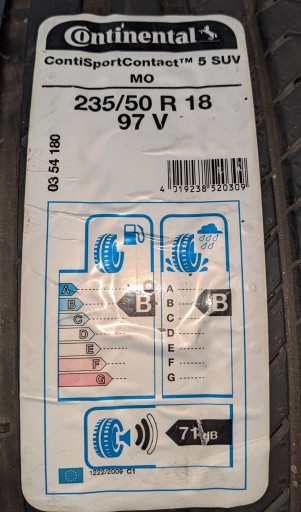 Continental
ContiSportContact™ 5 SUV
MO
235/50 R 18
97 V
03 54 180
4 019238 520309
A A
B B B B
C C
D D
E E
F F
G G
71 dB
1222/2009 C1